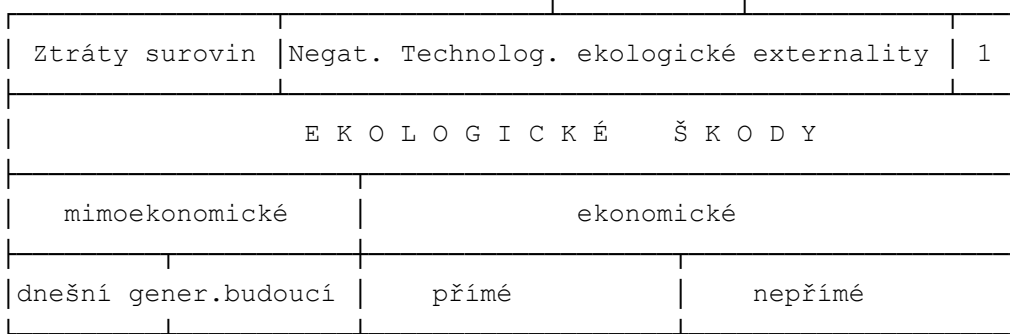 Ztráty surovin Negat. Technolog. ekologické externality 1
E K O L O G I C K É Š K O D Y
mimoekonomické ekonomické
dnešní gener.budoucí přímé nepřímé